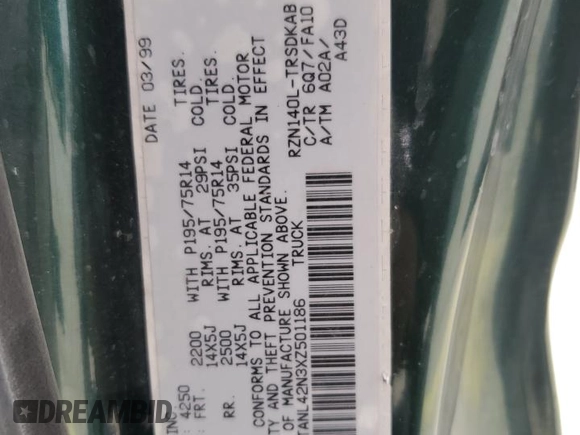 DATE 03/99
INC
: 4250
: FRT. 2200 WITH P195/75R14 TIRES.
14X5J RIMS. AT 29PSI COLD.
RR. 2500 WITH P195/75R14 TIRES.
14X5J RIMS. AT 35PSI COLD.
CONFORMS TO ALL APPLICABLE FEDERAL MOTOR
TY AND THEFT PREVENTION STANDARDS IN EFFECT
OF MANUFACTURE SHOWN ABOVE.
TANL42N3XZ501186 TRUCK
RZN140L-TRSDKAB
C/TR 6Q7/FA10
A/TM A02A/
A43D
DREAMBID